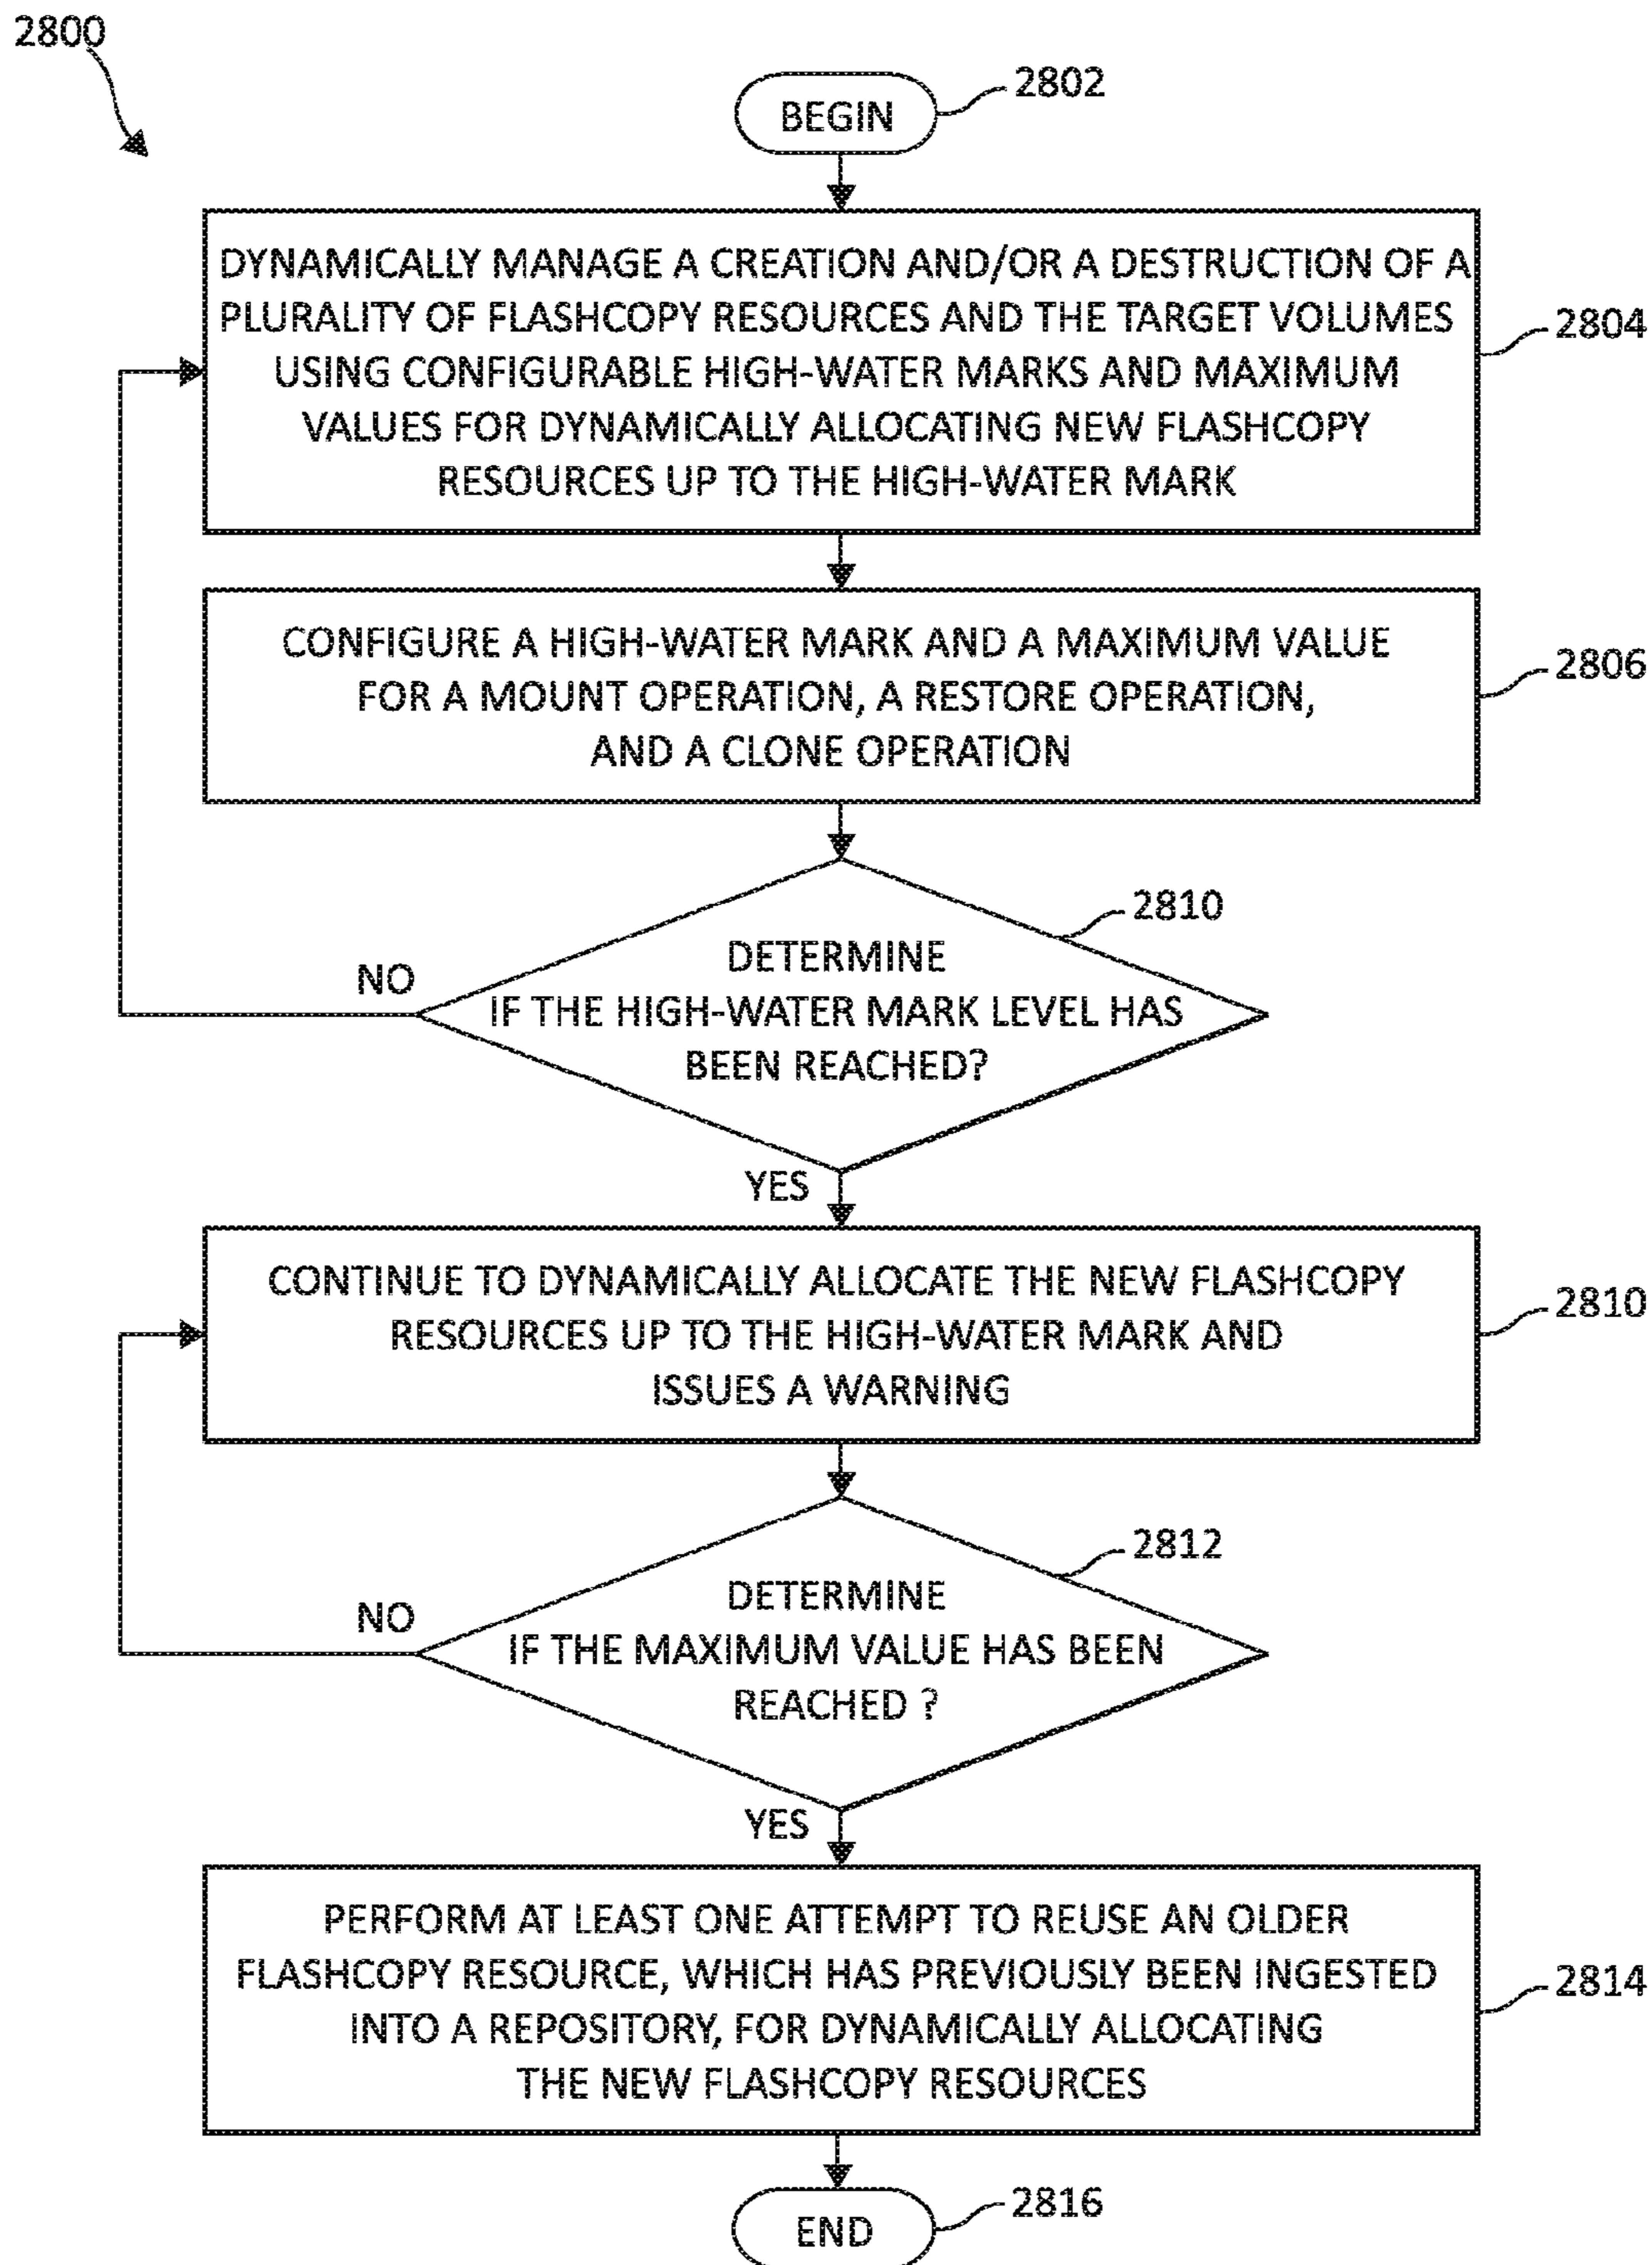 2800
BEGIN
2802
DYNAMICALLY MANAGE A CREATION AND/OR A DESTRUCTION OF A
PLURALITY OF FLASHCOPY RESOURCES AND THE TARGET VOLUMES
USING CONFIGURABLE HIGH-WATER MARKS AND MAXIMUM
VALUES FOR DYNAMICALLY ALLOCATING NEW FLASHCOPY
RESOURCES UP TO THE HIGH-WATER MARK
2804
CONFIGURE A HIGH-WATER MARK AND A MAXIMUM VALUE
FOR A MOUNT OPERATION, A RESTORE OPERATION,
AND A CLONE OPERATION
2806
2810
DETERMINE
IF THE HIGH-WATER MARK LEVEL HAS
BEEN REACHED?
NO
YES
CONTINUE TO DYNAMICALLY ALLOCATE THE NEW FLASHCOPY
RESOURCES UP TO THE HIGH-WATER MARK AND
ISSUES A WARNING
2810
2812
DETERMINE
IF THE MAXIMUM VALUE HAS BEEN
REACHED ?
NO
YES
PERFORM AT LEAST ONE ATTEMPT TO REUSE AN OLDER
FLASHCOPY RESOURCE, WHICH HAS PREVIOUSLY BEEN INGESTED
INTO A REPOSITORY, FOR DYNAMICALLY ALLOCATING
THE NEW FLASHCOPY RESOURCES
2814
END
2816